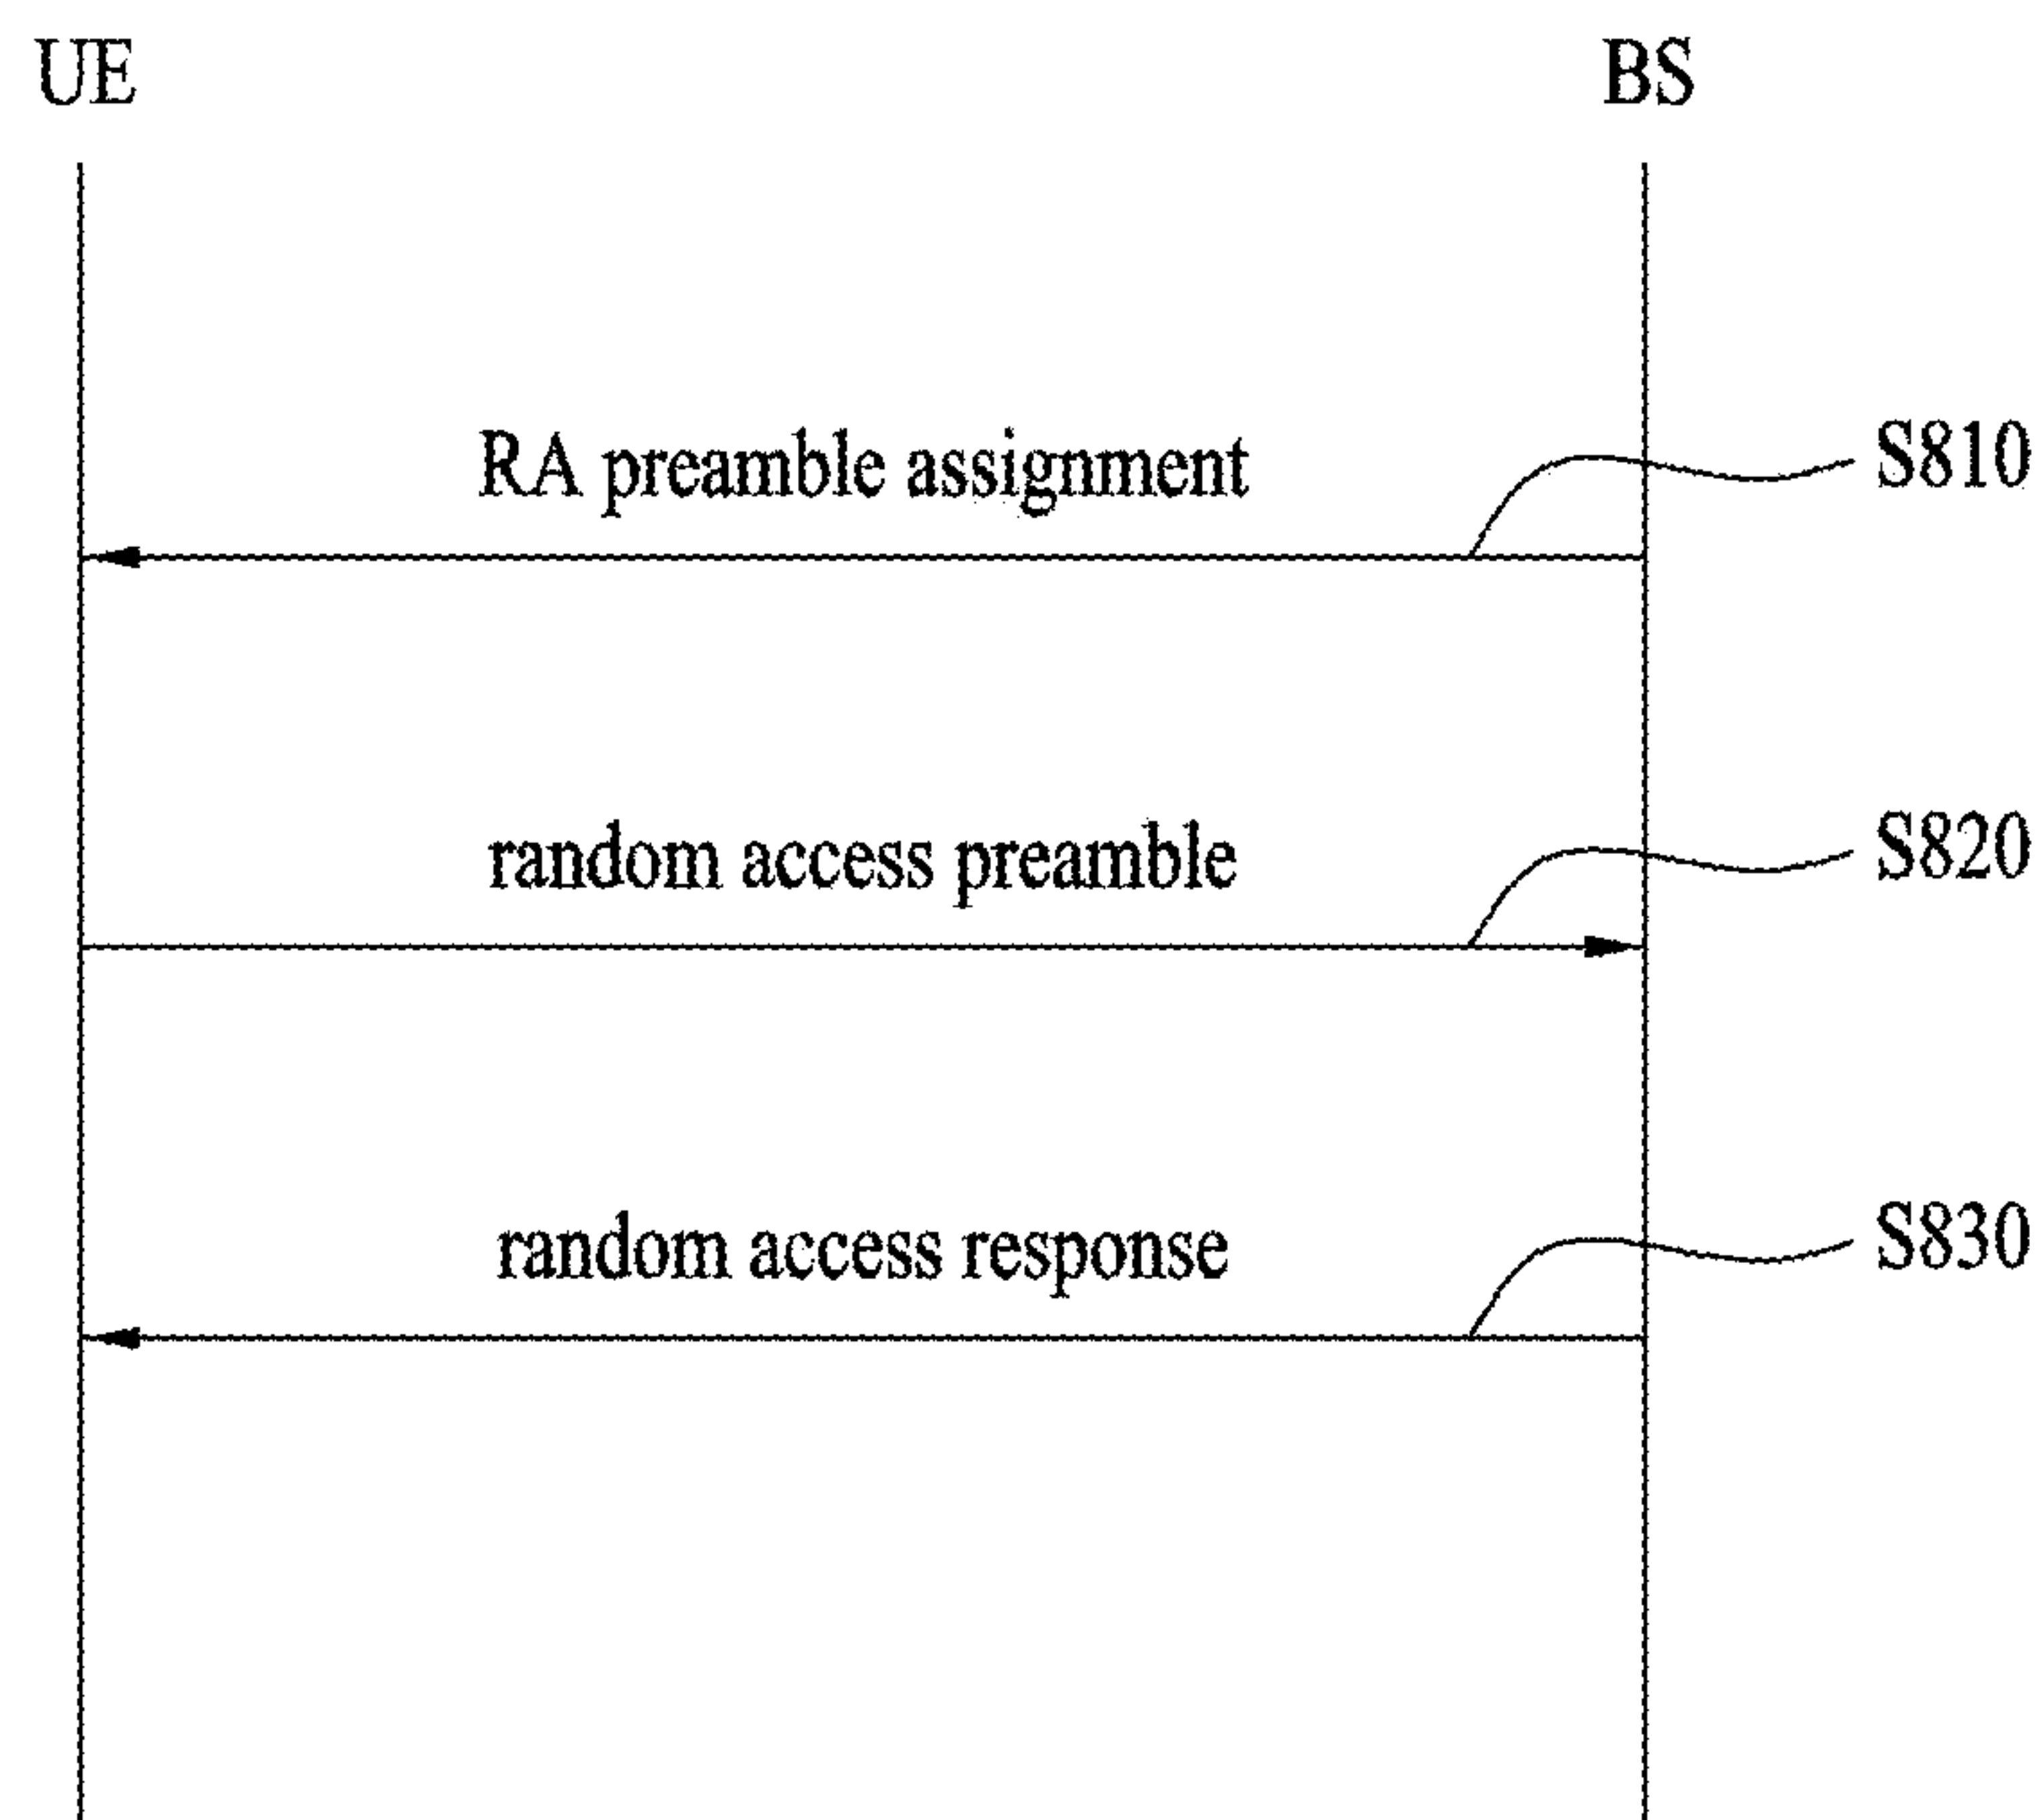 UE
BS
RA preamble assignment
S810
random access preamble
S820
random access response
S830